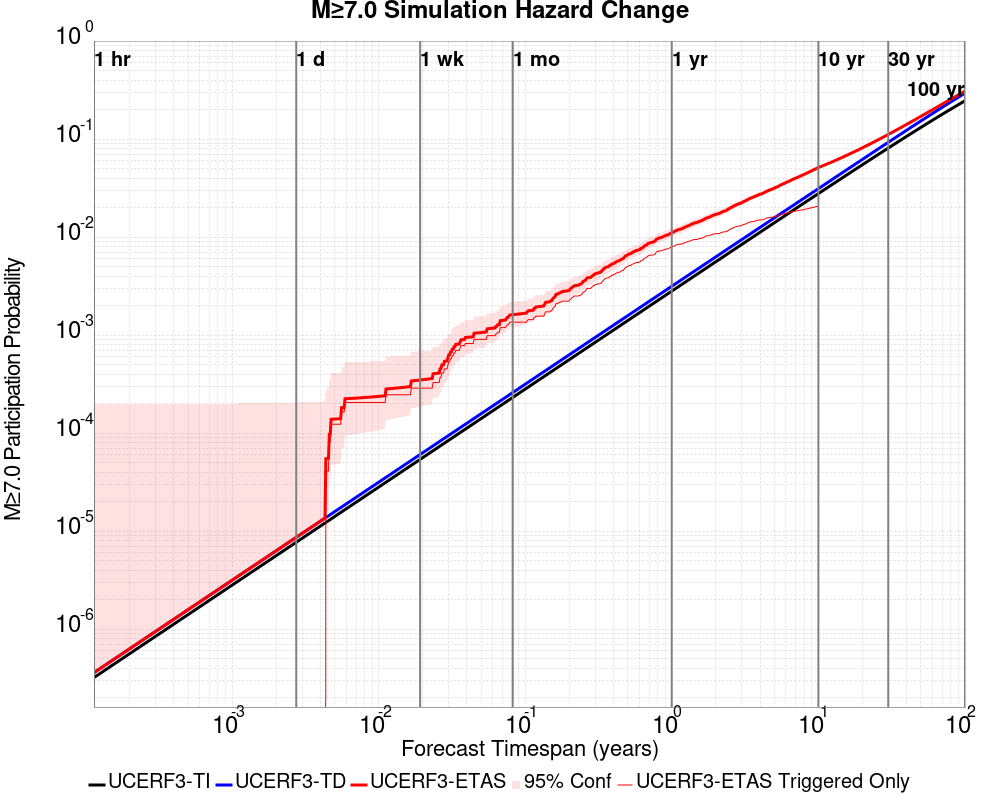 M≥7.0 Simulation Hazard Change
1 hr
1 d
1 wk
1 mo
1 yr
10 yr
30 yr
100 yr
M≥7.0 Participation Probability
10^0
10^-1
10^-2
10^-3
10^-4
10^-5
10^-6
10^-3
10^-2
10^-1
10^0
10^1
10^2
Forecast Timespan (years)
UCERF3-TI UCERF3-TD UCERF3-ETAS 95% Conf UCERF3-ETAS Triggered Only